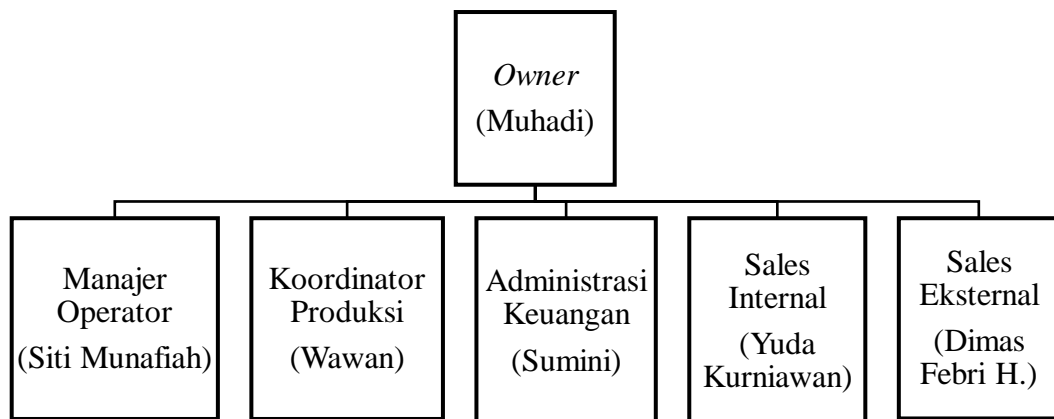 Owner
(Muhadi)
Manajer
Operator
(Siti Munafiah)
Koordinator
Produksi
(Wawan)
Administrasi
Keuangan
(Sumini)
Sales
Internal
(Yuda
Kurniawan)
Sales
Eksternal
(Dimas
Febri H.)